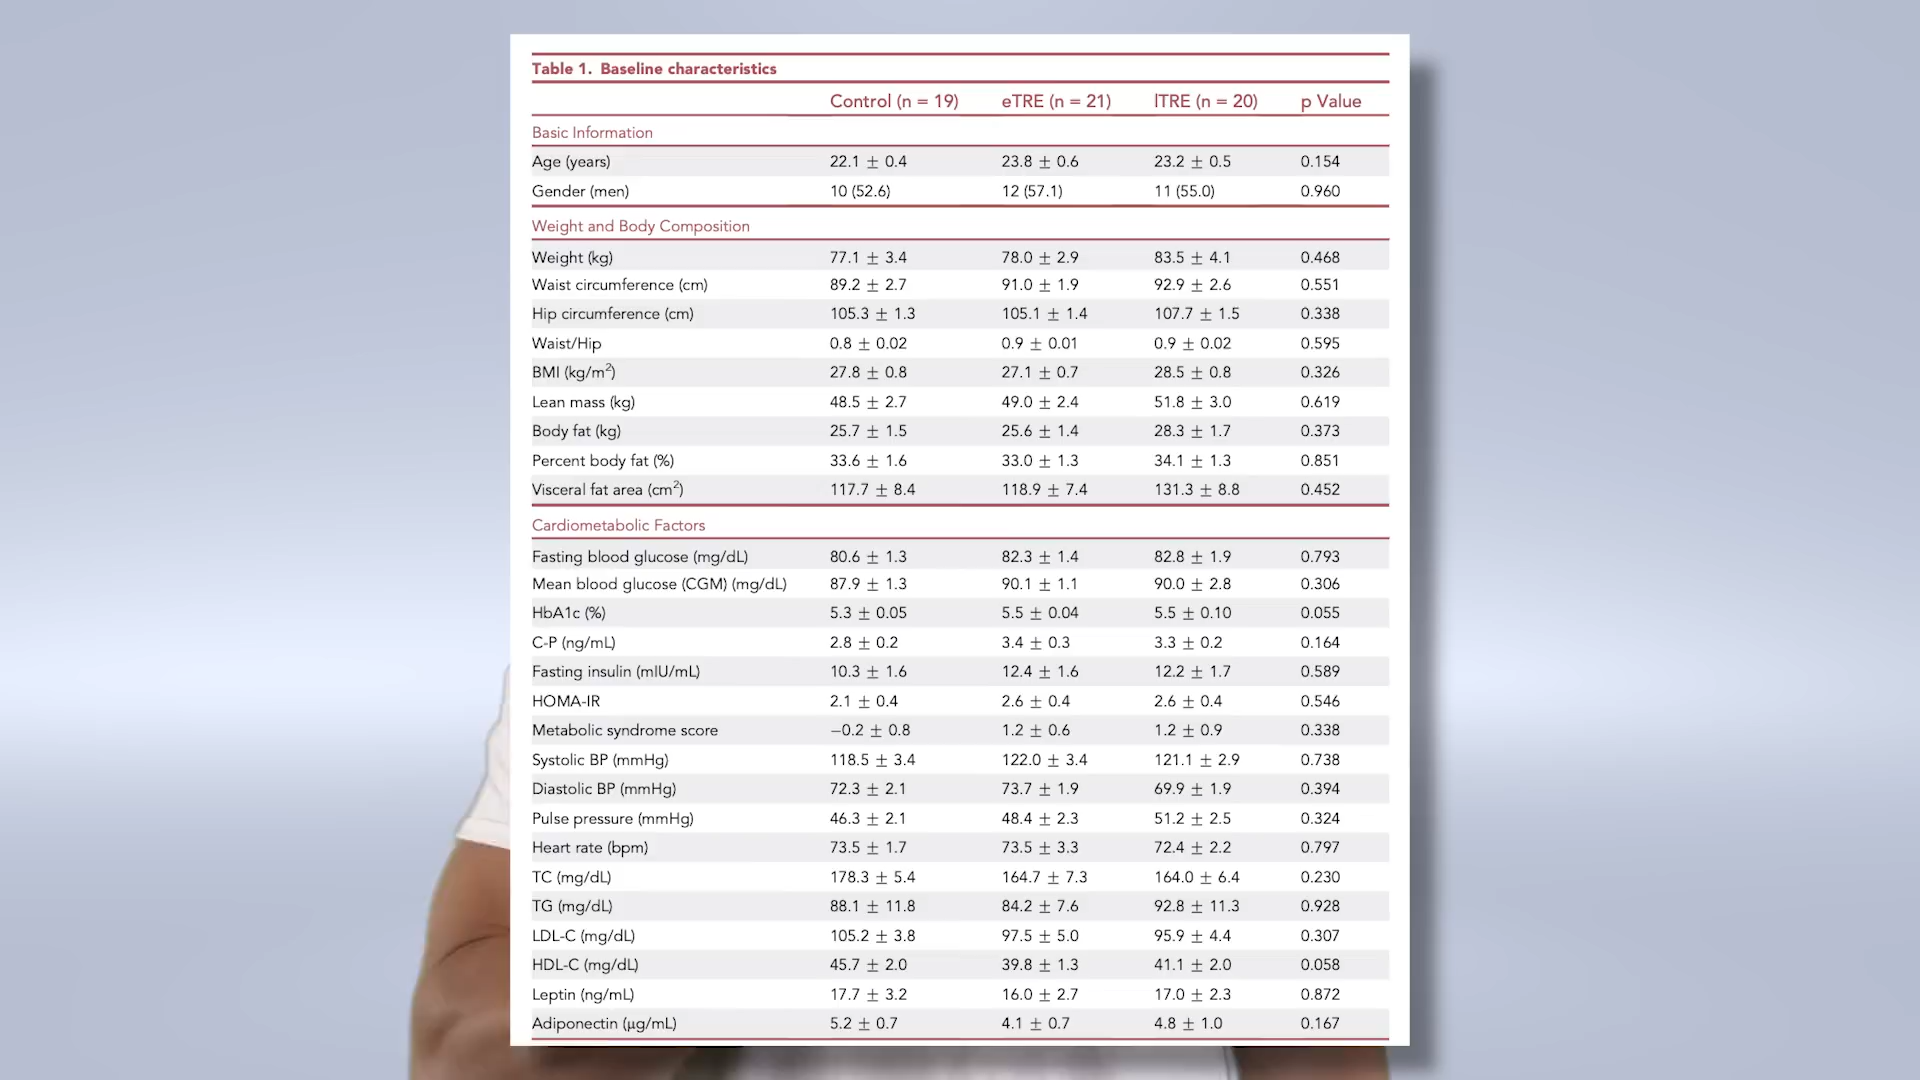 Table 1. Baseline characteristics
Control (n = 19) eTRE (n = 21) lTRE (n = 20) p Value
Basic Information
Age (years) 22.1 ± 0.4 23.8 ± 0.6 23.2 ± 0.5 0.154
Gender (men) 10 (52.6) 12 (57.1) 11 (55.0) 0.960
Weight and Body Composition
Weight (kg) 77.1 ± 3.4 78.0 ± 2.9 83.5 ± 4.1 0.468
Waist circumference (cm) 89.2 ± 2.7 91.0 ± 1.9 92.9 ± 2.6 0.551
Hip circumference (cm) 105.3 ± 1.3 105.1 ± 1.4 107.7 ± 1.5 0.338
Waist/Hip 0.8 ± 0.02 0.9 ± 0.01 0.9 ± 0.02 0.595
BMI (kg/m²) 27.8 ± 0.8 27.1 ± 0.7 28.5 ± 0.8 0.326
Lean mass (kg) 48.5 ± 2.7 49.0 ± 2.4 51.8 ± 3.0 0.619
Body fat (kg) 25.7 ± 1.5 25.6 ± 1.4 28.3 ± 1.7 0.373
Percent body fat (%) 33.6 ± 1.6 33.0 ± 1.3 34.1 ± 1.3 0.851
Visceral fat area (cm²) 117.7 ± 8.4 118.9 ± 7.4 131.3 ± 8.8 0.452
Cardiometabolic Factors
Fasting blood glucose (mg/dL) 80.6 ± 1.3 82.3 ± 1.4 82.8 ± 1.9 0.793
Mean blood glucose (CGM) (mg/dL) 87.9 ± 1.3 90.1 ± 1.1 90.0 ± 2.8 0.306
HbA1c (%) 5.3 ± 0.05 5.5 ± 0.04 5.5 ± 0.10 0.055
C-P (ng/mL) 2.8 ± 0.2 3.4 ± 0.3 3.3 ± 0.2 0.164
Fasting insulin (mIU/mL) 10.3 ± 1.6 12.4 ± 1.6 12.2 ± 1.7 0.589
HOMA-IR 2.1 ± 0.4 2.6 ± 0.4 2.6 ± 0.4 0.546
Metabolic syndrome score −0.2 ± 0.8 1.2 ± 0.6 1.2 ± 0.9 0.338
Systolic BP (mmHg) 118.5 ± 3.4 122.0 ± 3.4 121.1 ± 2.9 0.738
Diastolic BP (mmHg) 72.3 ± 2.1 73.7 ± 1.9 69.9 ± 1.9 0.394
Pulse pressure (mmHg) 46.3 ± 2.1 48.4 ± 2.3 51.2 ± 2.5 0.324
Heart rate (bpm) 73.5 ± 1.7 73.5 ± 3.3 72.4 ± 2.2 0.797
TC (mg/dL) 178.3 ± 5.4 164.7 ± 7.3 164.0 ± 6.4 0.230
TG (mg/dL) 88.1 ± 11.8 84.2 ± 7.6 92.8 ± 11.3 0.928
LDL-C (mg/dL) 105.2 ± 3.8 97.5 ± 5.0 95.9 ± 4.4 0.307
HDL-C (mg/dL) 45.7 ± 2.0 39.8 ± 1.3 41.1 ± 2.0 0.058
Leptin (ng/mL) 17.7 ± 3.2 16.0 ± 2.7 17.0 ± 2.3 0.872
Adiponectin (μg/mL) 5.2 ± 0.7 4.1 ± 0.7 4.8 ± 1.0 0.167